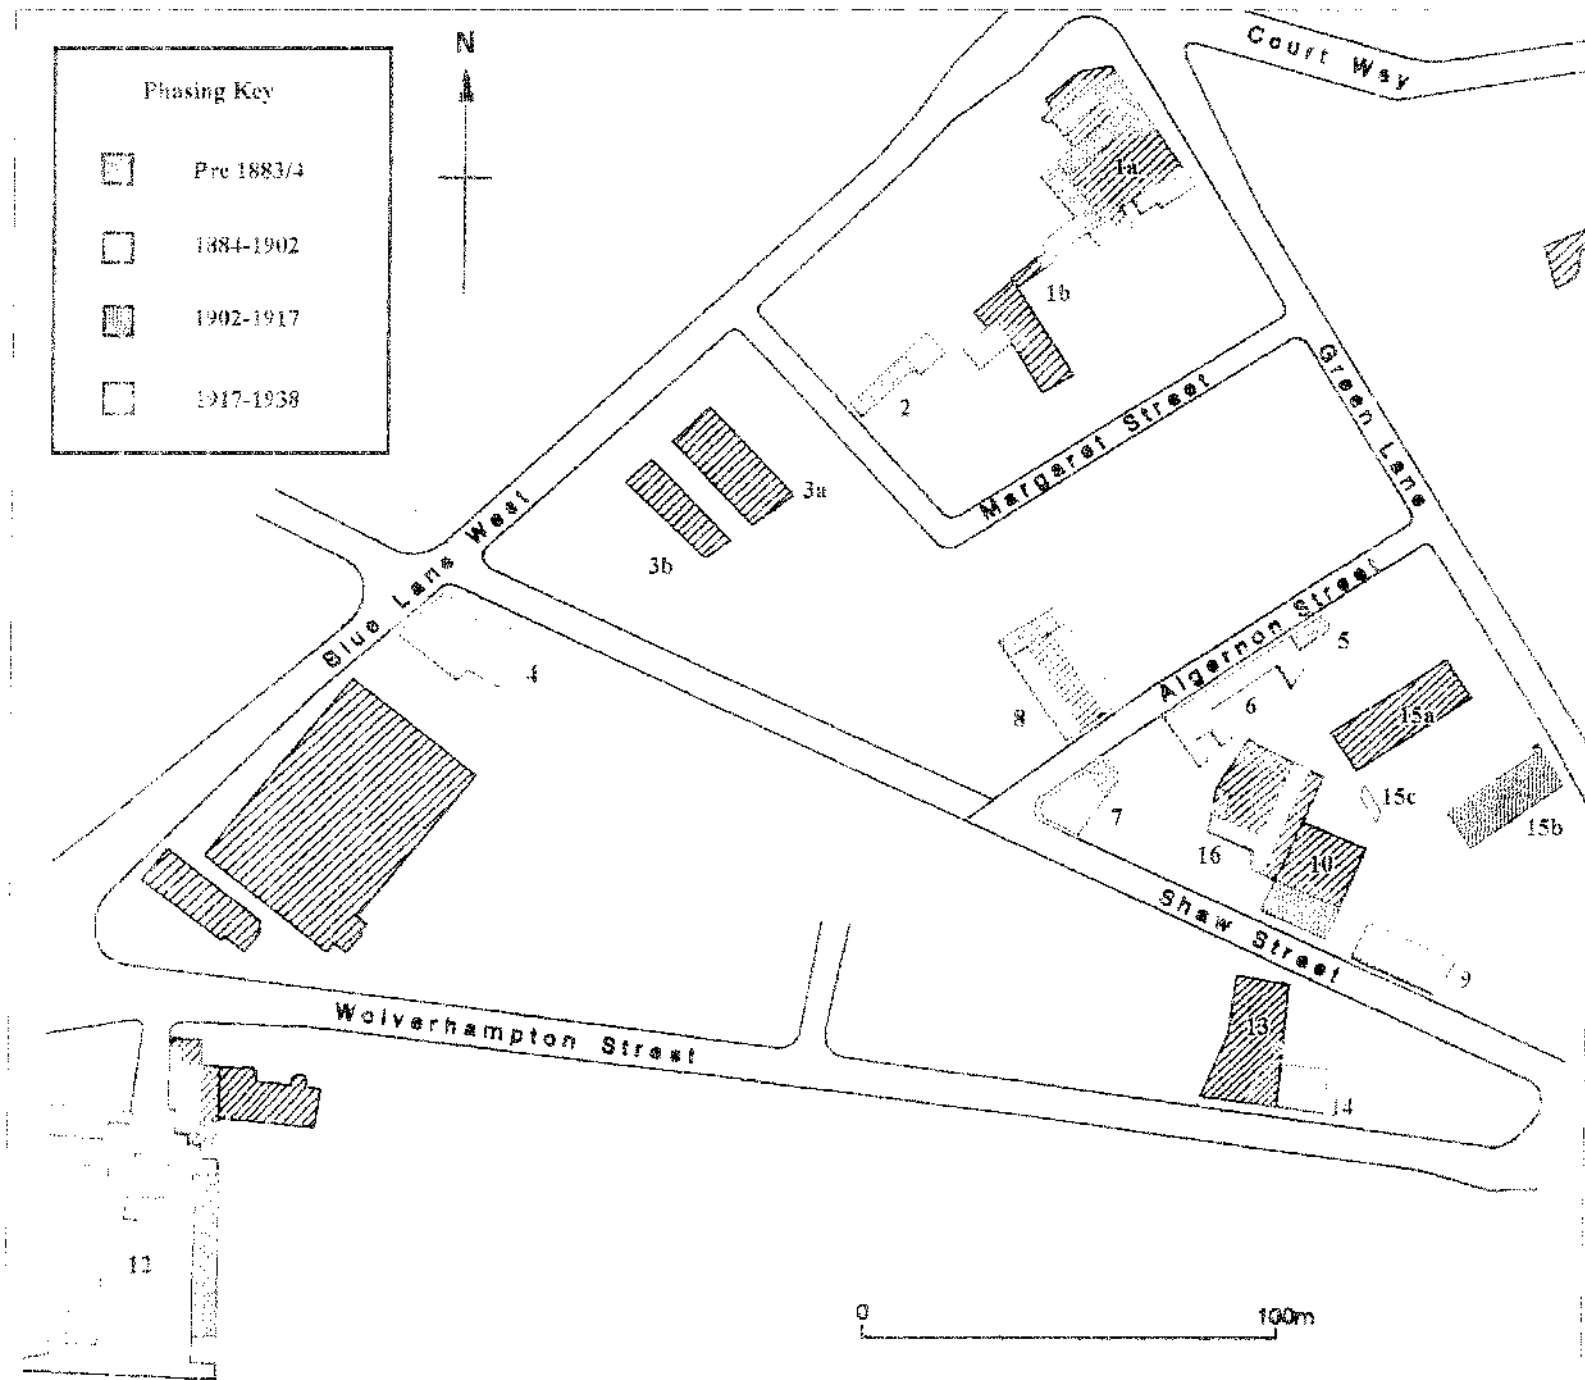 Phasing Key
Pre 1883/4
1884-1902
1902-1917
1917-1938
N
Court Way
1a
1b
2
Green Lane
Margaret Street
3a
3b
Blue Lane West
4
Algernon Street
5
6
8
15a
7
15c
15b
16
10
Shaw Street
9
Wolverhampton Street
13
14
12
0
100m